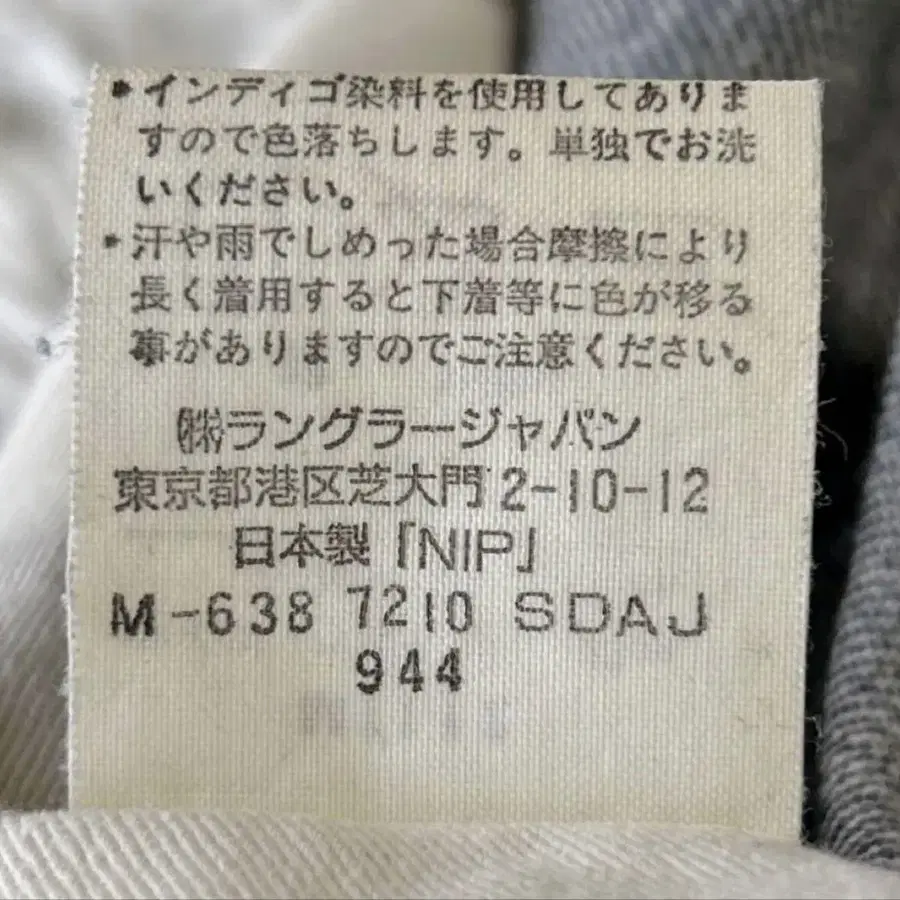 ・インディゴ染料を使用してありま
すので色落ちします。単独でお洗
いください。
・汗や雨でしめった場合摩擦により
長く着用すると下着等に色が移る
事がありますのでご注意ください。
㈱ラングラージャパン
東京都港区芝大門2-10-12
日本製「NIP」
M-638 7210 SDAJ
944